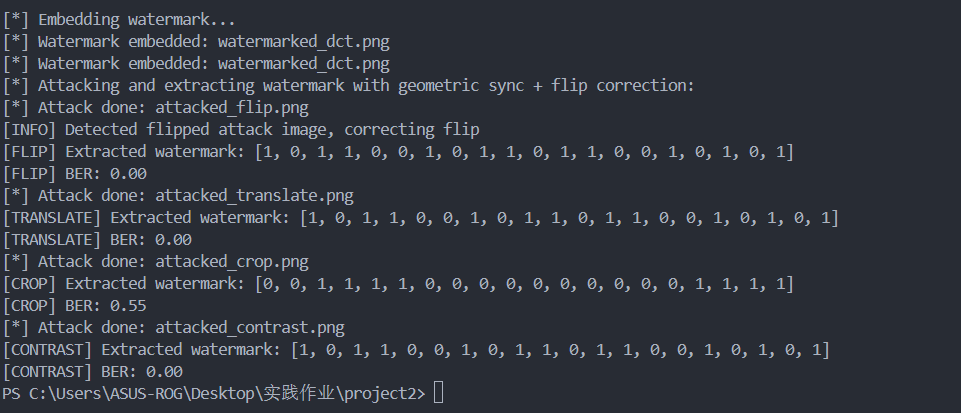 [*] Embedding watermark...
[*] Watermark embedded: watermarked_dct.png
[*] Watermark embedded: watermarked_dct.png
[*] Attacking and extracting watermark with geometric sync + flip correction:
[*] Attack done: attacked_flip.png
[INFO] Detected flipped attack image, correcting flip
[FLIP] Extracted watermark: [1, 0, 1, 1, 0, 0, 1, 0, 1, 1, 0, 1, 1, 0, 0, 1, 0, 1, 0, 1]
[FLIP] BER: 0.00
[*] Attack done: attacked_translate.png
[TRANSLATE] Extracted watermark: [1, 0, 1, 1, 0, 0, 1, 0, 1, 1, 0, 1, 1, 0, 0, 1, 0, 1, 0, 1]
[TRANSLATE] BER: 0.00
[*] Attack done: attacked_crop.png
[CROP] Extracted watermark: [0, 0, 1, 1, 1, 1, 0, 0, 0, 0, 0, 0, 0, 0, 0, 0, 1, 1, 1, 1]
[CROP] BER: 0.55
[*] Attack done: attacked_contrast.png
[CONTRAST] Extracted watermark: [1, 0, 1, 1, 0, 0, 1, 0, 1, 1, 0, 1, 1, 0, 0, 1, 0, 1, 0, 1]
[CONTRAST] BER: 0.00
PS C:\Users\ASUS-ROG\Desktop\实践作业\project2>